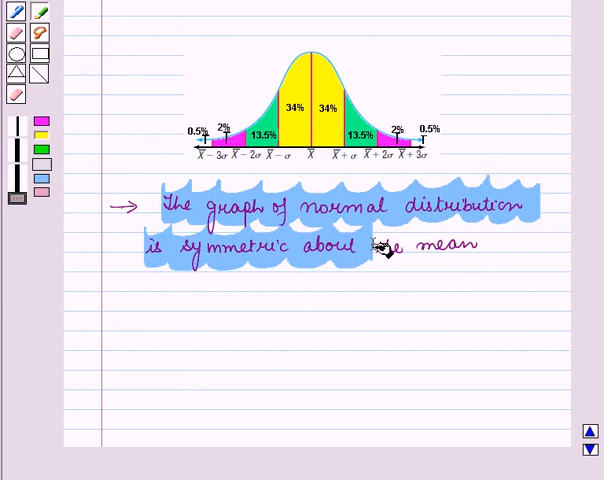 34% 34%
0.5% 2% 13.5% 13.5% 2% 0.5%
X̅ − 3σ X̅ − 2σ X̅ − σ X̅ X̅ + σ X̅ + 2σ X̅ + 3σ
→ The graph of normal distribution
is symmetric about the mean